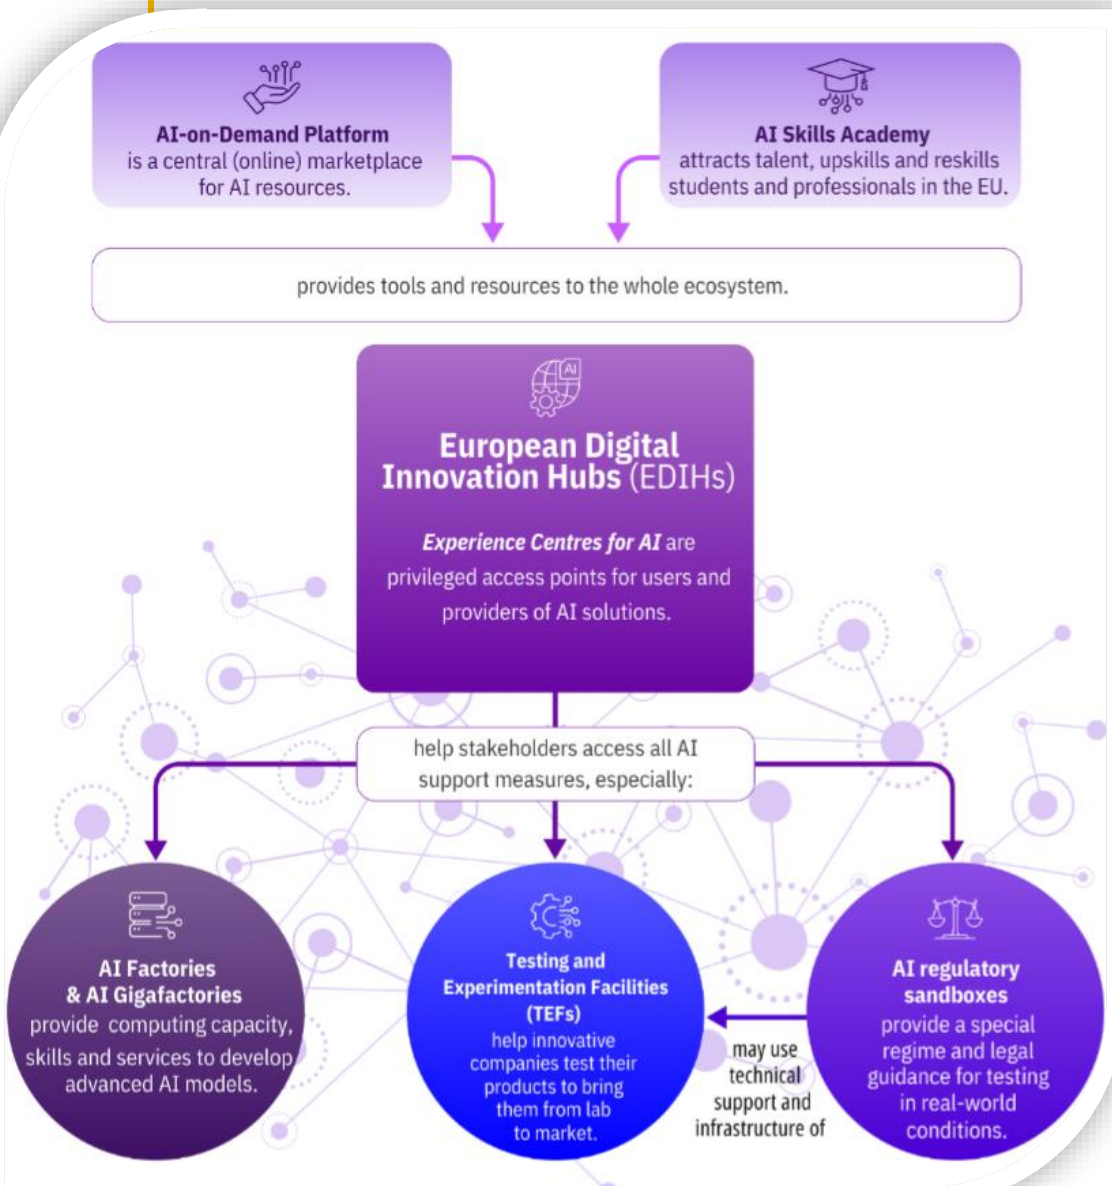 AI-on-Demand Platform
is a central (online) marketplace
for AI resources.
AI Skills Academy
attracts talent, upskills and reskills
students and professionals in the EU.
provides tools and resources to the whole ecosystem.
AI
European Digital
Innovation Hubs (EDIHs)
Experience Centres for AI are
privileged access points for users and
providers of AI solutions.
help stakeholders access all AI
support measures, especially:
AI Factories
& AI Gigafactories
provide computing capacity,
skills and services to develop
advanced AI models.
Testing and
Experimentation Facilities
(TEFs)
help innovative
companies test their
products to bring
them from lab
to market.
may use
technical
support and
infrastructure of
AI regulatory
sandboxes
provide a special
regime and legal
guidance for testing
in real-world
conditions.